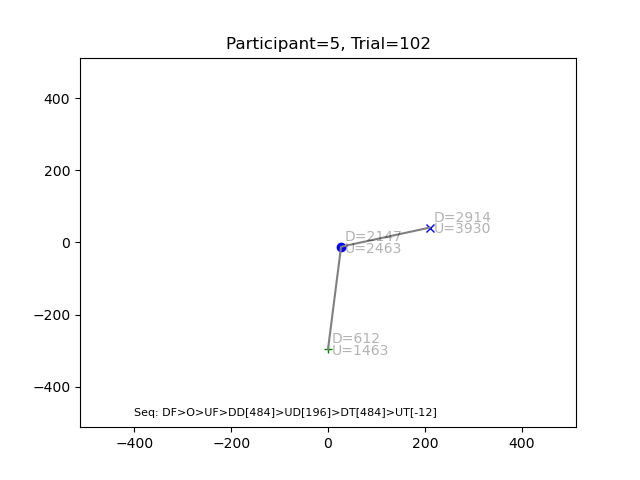 Participant=5, Trial=102
400
200
0
−200
−400
D=2914
U=3930
D=2147
U=2463
D=612
U=1463
Seq: DF>O>UF>DD[484]>UD[196]>DT[484]>UT[-12]
−400 −200 0 200 400